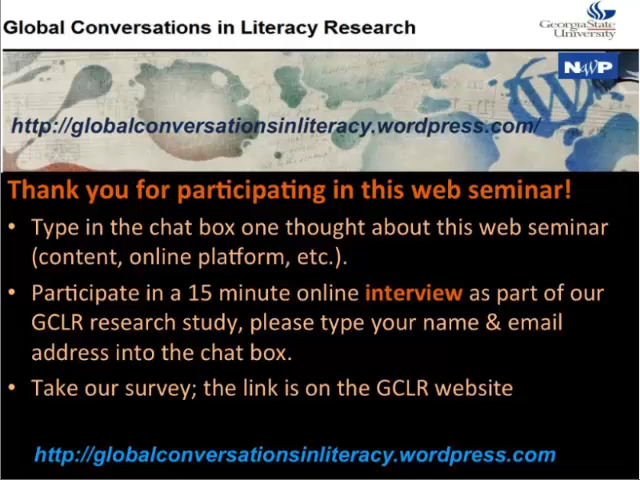 Global Conversations in Literacy Research
GeorgiaState
University
NWP
http://globalconversationsinliteracy.wordpress.com/
Thank you for participating in this web seminar!
• Type in the chat box one thought about this web seminar
(content, online platform, etc.).
• Participate in a 15 minute online interview as part of our
GCLR research study, please type your name & email
address into the chat box.
• Take our survey; the link is on the GCLR website
http://globalconversationsinliteracy.wordpress.com